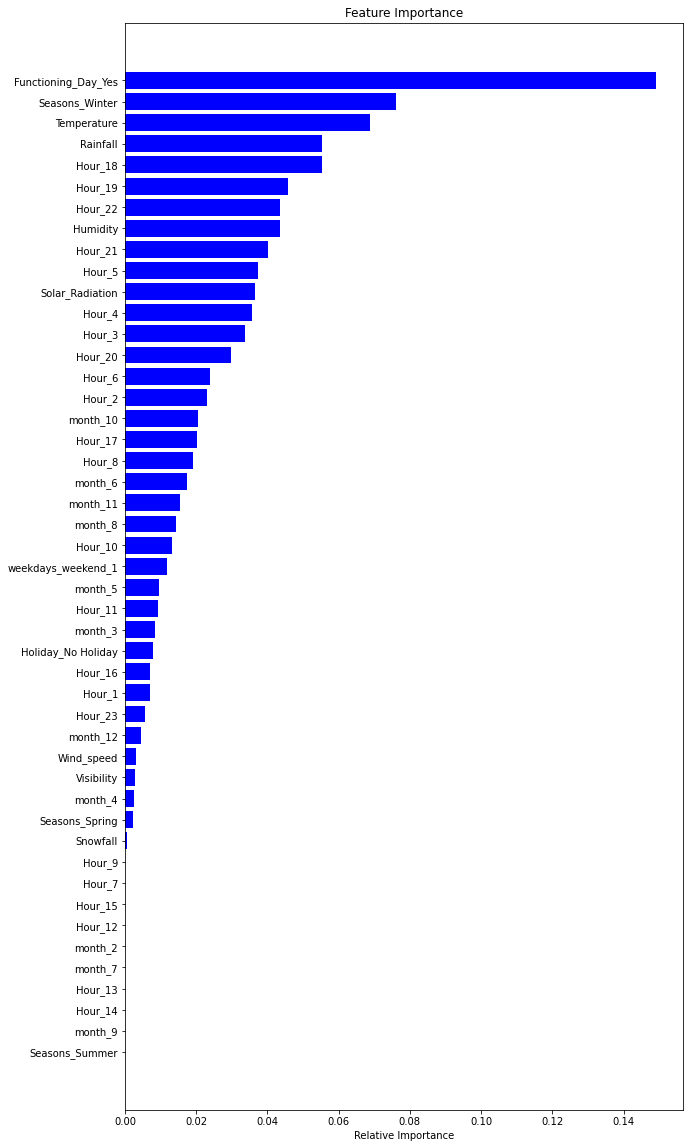 Feature Importance
Functioning_Day_Yes
Seasons_Winter
Temperature
Rainfall
Hour_18
Hour_19
Hour_22
Humidity
Hour_21
Hour_5
Solar_Radiation
Hour_4
Hour_3
Hour_20
Hour_6
Hour_2
month_10
Hour_17
Hour_8
month_6
month_11
month_8
Hour_10
weekdays_weekend_1
month_5
Hour_11
month_3
Holiday_No Holiday
Hour_16
Hour_1
Hour_23
month_12
Wind_speed
Visibility
month_4
Seasons_Spring
Snowfall
Hour_9
Hour_7
Hour_15
Hour_12
month_2
month_7
Hour_13
Hour_14
month_9
Seasons_Summer
0.00 0.02 0.04 0.06 0.08 0.10 0.12 0.14
Relative Importance